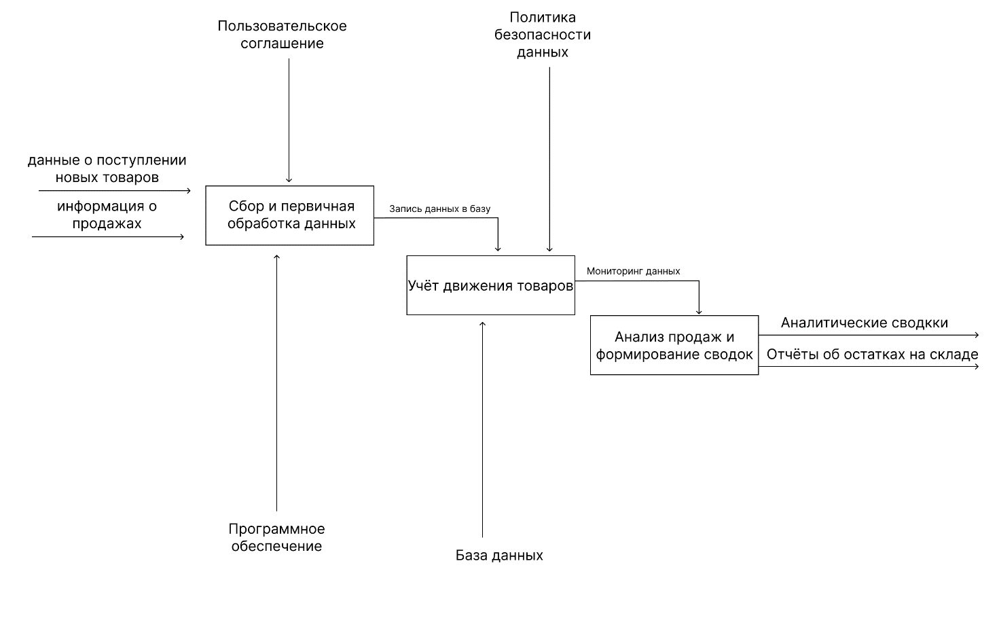 Пользовательское
соглашение
Политика
безопасности
данных
данные о поступлении
новых товаров
информация о
продажах
Сбор и первичная
обработка данных
Запись данных в базу
Учёт движения товаров
Мониторинг данных
Анализ продаж и
формирование сводок
Аналитические сводкки
Отчёты об остатках на складе
Программное
обеспечение
База данных